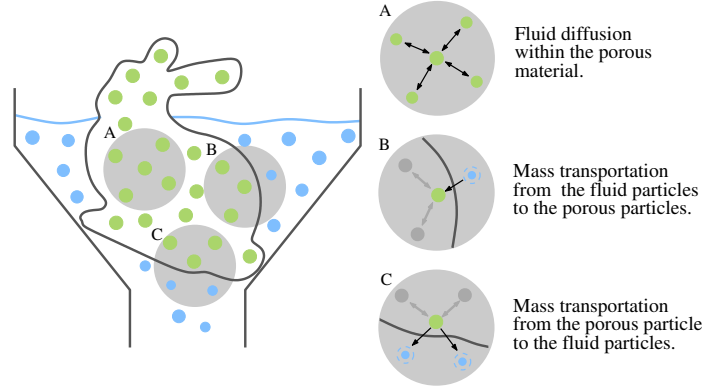 A
B
C
A
Fluid diffusion
within the porous
material.
B
Mass transportation
from the fluid particles
to the porous particles.
C
Mass transportation
from the porous particle
to the fluid particles.